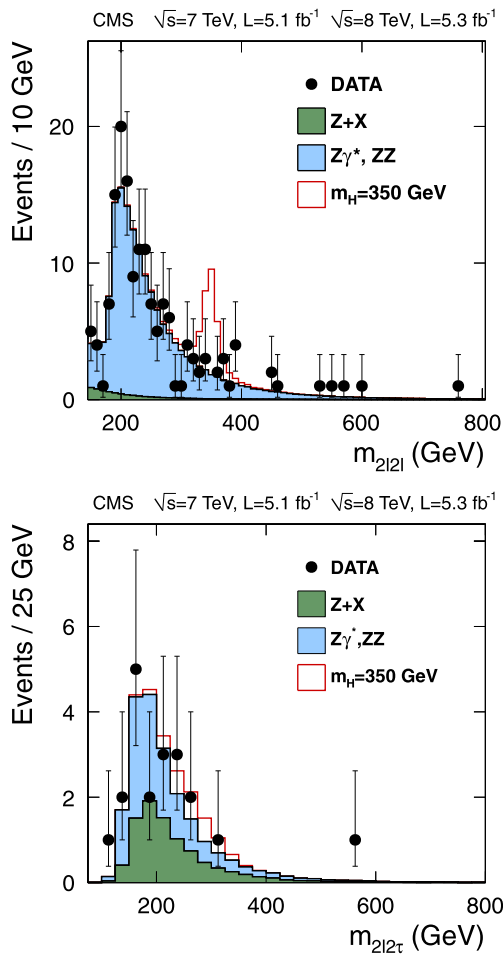 CMS √s=7 TeV, L=5.1 fb⁻¹ √s=8 TeV, L=5.3 fb⁻¹
Events / 10 GeV
DATA
Z+X
Zγ*, ZZ
m_H=350 GeV
20
10
0
200 400 600 800
m_2l2l (GeV)
CMS √s=7 TeV, L=5.1 fb⁻¹ √s=8 TeV, L=5.3 fb⁻¹
Events / 25 GeV
DATA
Z+X
Zγ*,ZZ
m_H=350 GeV
8
6
4
2
0
200 400 600 800
m_2l2τ (GeV)